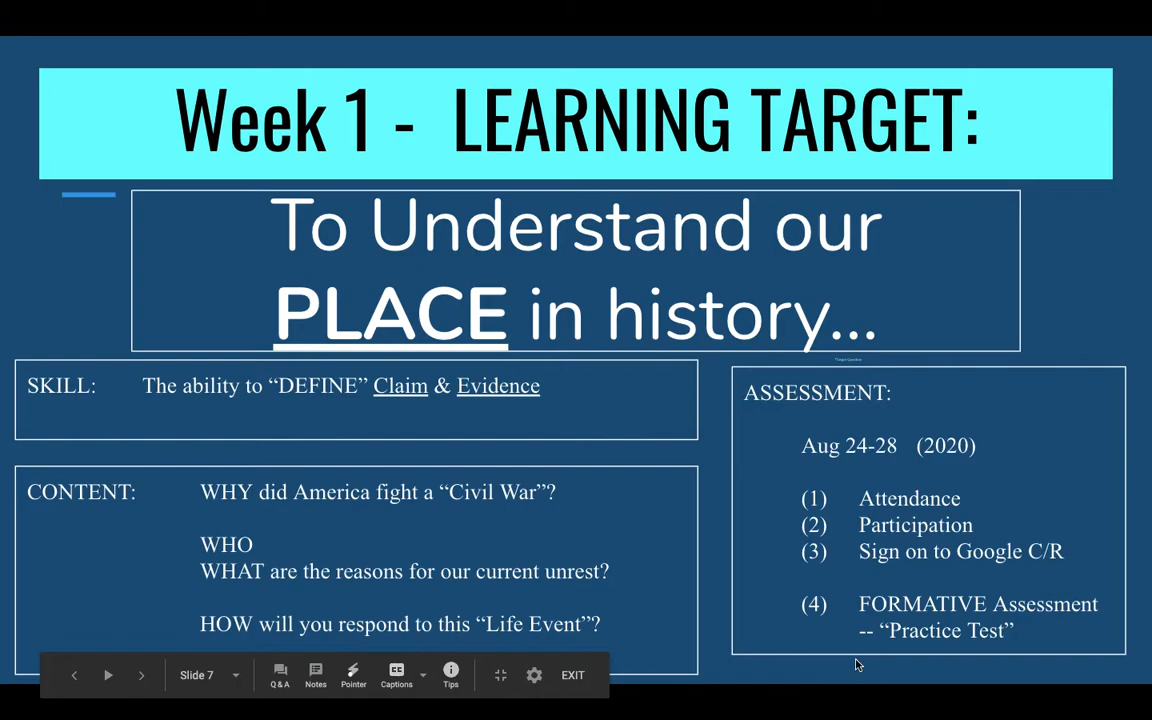 Week 1 - LEARNING TARGET:
To Understand our
PLACE in history...
SKILL: The ability to “DEFINE” Claim & Evidence
CONTENT: WHY did America fight a “Civil War”?
WHO
WHAT are the reasons for our current unrest?
HOW will you respond to this “Life Event”?
ASSESSMENT:
Aug 24-28 (2020)
(1) Attendance
(2) Participation
(3) Sign on to Google C/R
(4) FORMATIVE Assessment
-- “Practice Test”
Slide 7
Q & A
Notes
Pointer
CC
Captions
Tips
EXIT